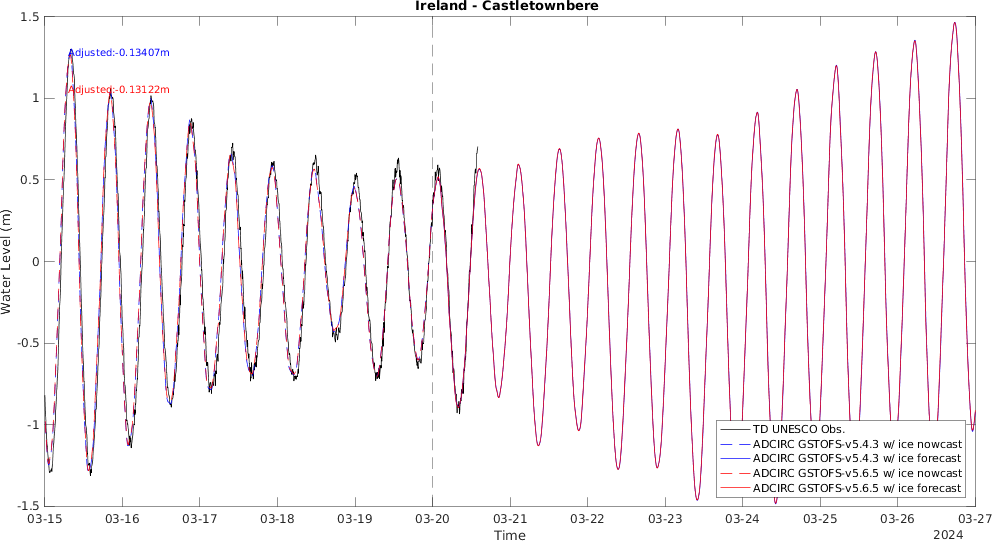 Ireland - Castletownbere
Adjusted:-0.13407m
Adjusted:-0.13122m
1.5
1
0.5
0
-0.5
-1
-1.5
Water Level (m)
TD UNESCO Obs.
ADCIRC GSTOFS-v5.4.3 w/ ice nowcast
ADCIRC GSTOFS-v5.4.3 w/ ice forecast
ADCIRC GSTOFS-v5.6.5 w/ ice nowcast
ADCIRC GSTOFS-v5.6.5 w/ ice forecast
03-15 03-16 03-17 03-18 03-19 03-20 03-21 03-22 03-23 03-24 03-25 03-26 03-27
Time
2024